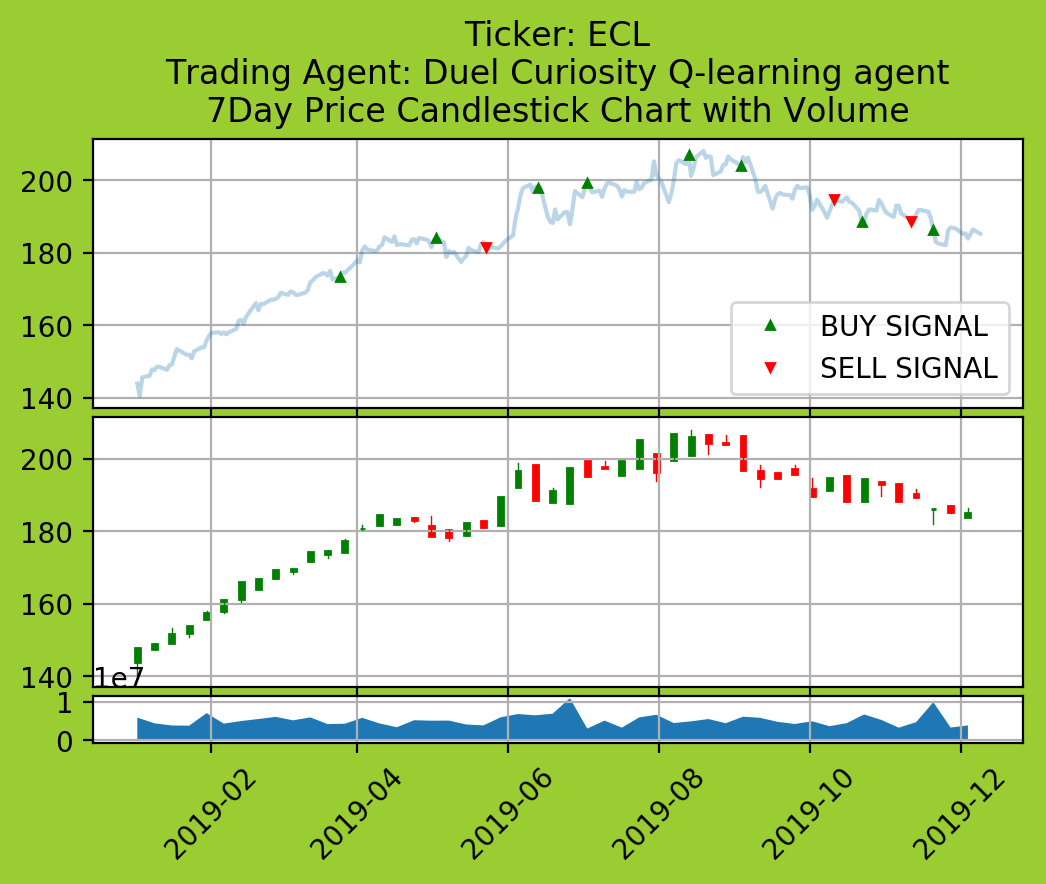 Ticker: ECL
Trading Agent: Duel Curiosity Q-learning agent
7Day Price Candlestick Chart with Volume
200
180
160
140
BUY SIGNAL
SELL SIGNAL
200
180
160
140
1e7
1
0
2019-02
2019-04
2019-06
2019-08
2019-10
2019-12